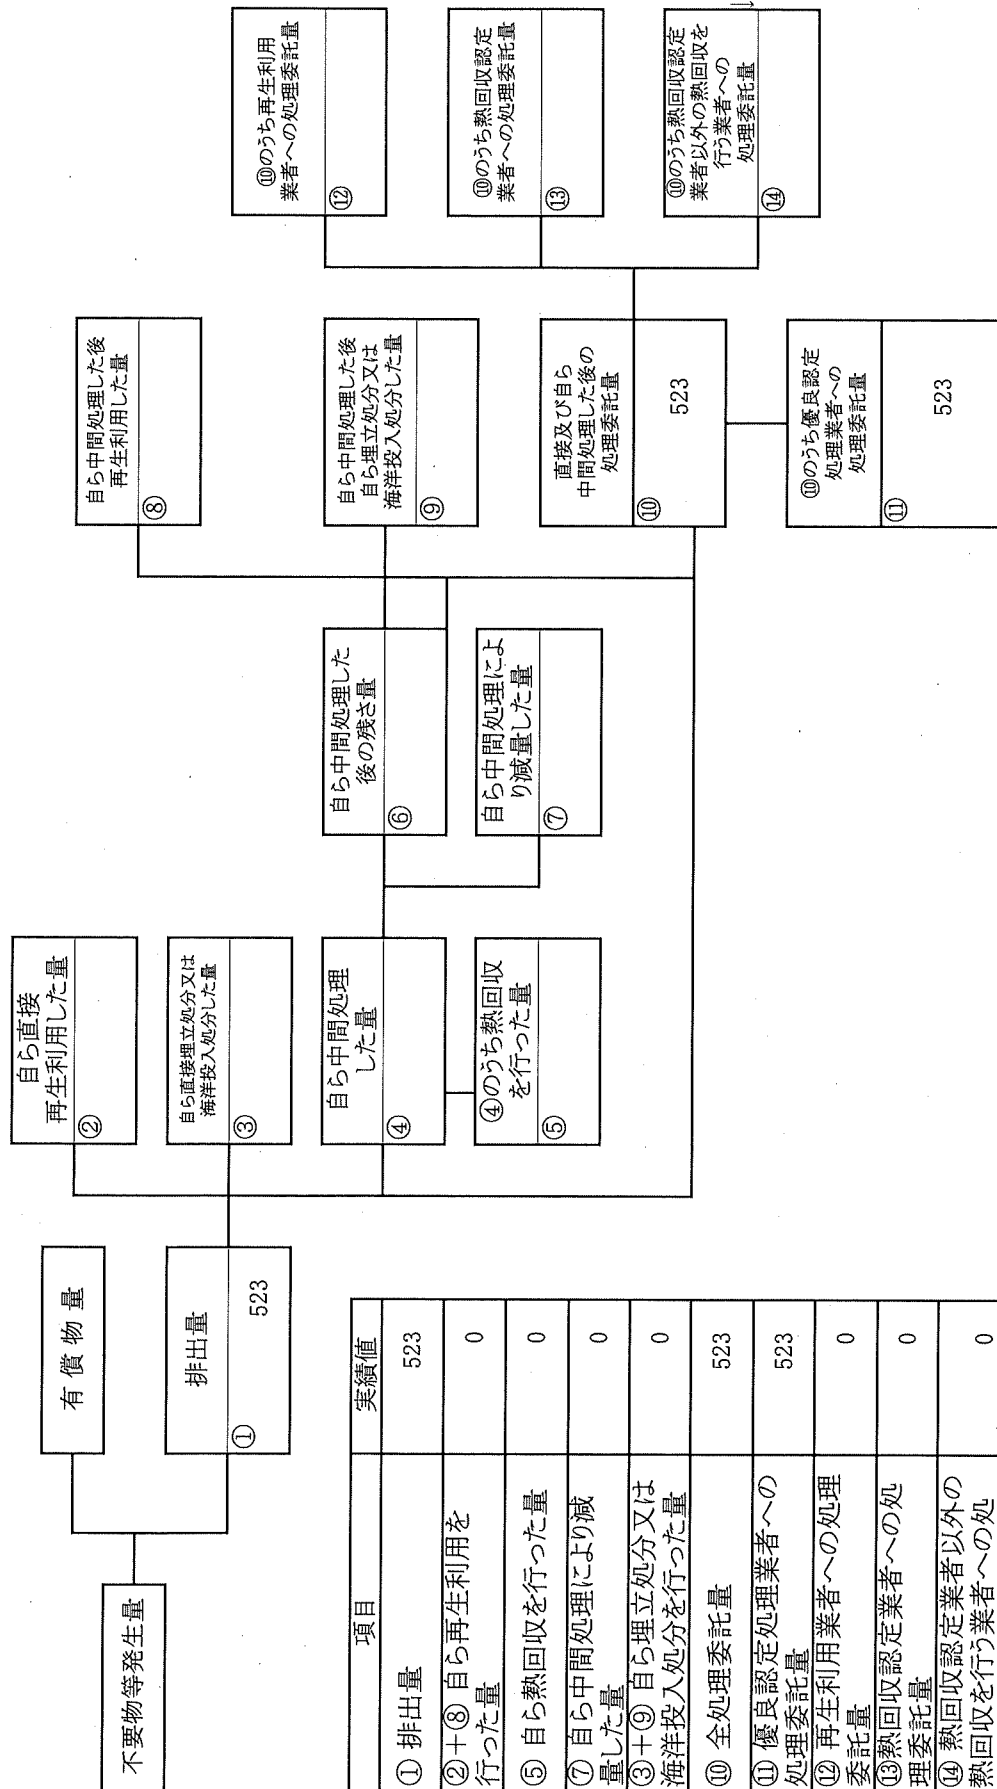 不要物等発生量
有 償 物 量
排出量
①
523
自ら直接
再生利用した量
②
自ら直接埋立処分又は
海洋投入処分した量
③
自ら中間処理
した量
④
④のうち熱回収
を行った量
⑤
自ら中間処理した
後の残さ量
⑥
自ら中間処理によ
り減量した量
⑦
自ら中間処理した後
再生利用した量
⑧
自ら中間処理した後
自ら埋立処分又は
海洋投入処分した量
⑨
直接及び自ら
中間処理した後の
処理委託量
⑩
523
⑩のうち優良認定
処理業者への
処理委託量
⑪
523
⑩のうち再生利用
業者への処理委託量
⑫
⑩のうち熱回収認定
業者への処理委託量
⑬
⑩のうち熱回収認定
業者以外の熱回収を
行う業者への
処理委託量
⑭
項目
実績値
① 排出量
523
②+⑧ 自ら再生利用を
行った量
0
⑤ 自ら熱回収を行った量
0
⑦ 自ら中間処理により減
量した量
0
③+⑨ 自ら埋立処分又は
海洋投入処分を行った量
0
⑩ 全処理委託量
523
⑪ 優良認定処理業者への
処理委託量
523
⑫ 再生利用業者への処理
委託量
0
⑬熱回収認定業者への処
理委託量
0
⑭ 熱回収認定業者以外の
熱回収を行う業者への処
0